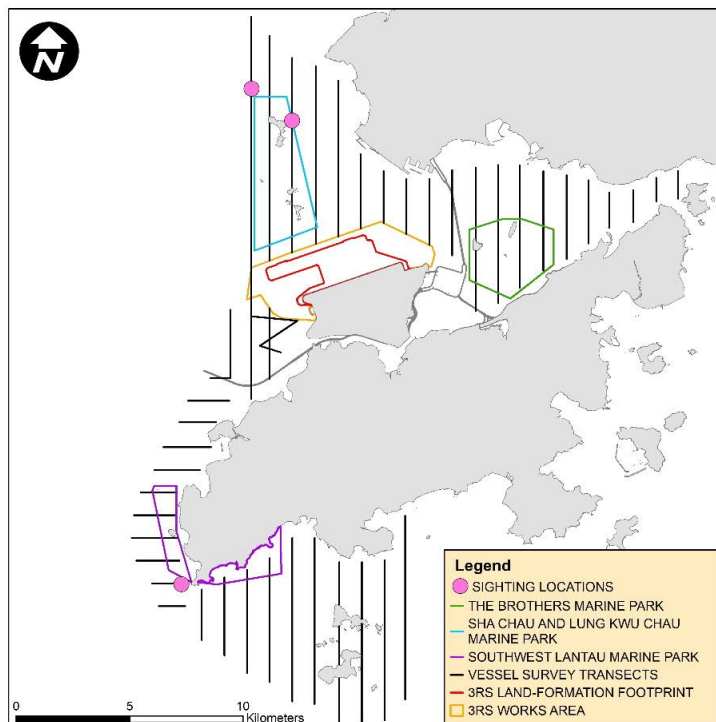 N
Legend
SIGHTING LOCATIONS
THE BROTHERS MARINE PARK
SHA CHAU AND LUNG KWU CHAU
MARINE PARK
SOUTHWEST LANTAU MARINE PARK
VESSEL SURVEY TRANSECTS
3RS LAND-FORMATION FOOTPRINT
3RS WORKS AREA
0 5 10
Kilometers